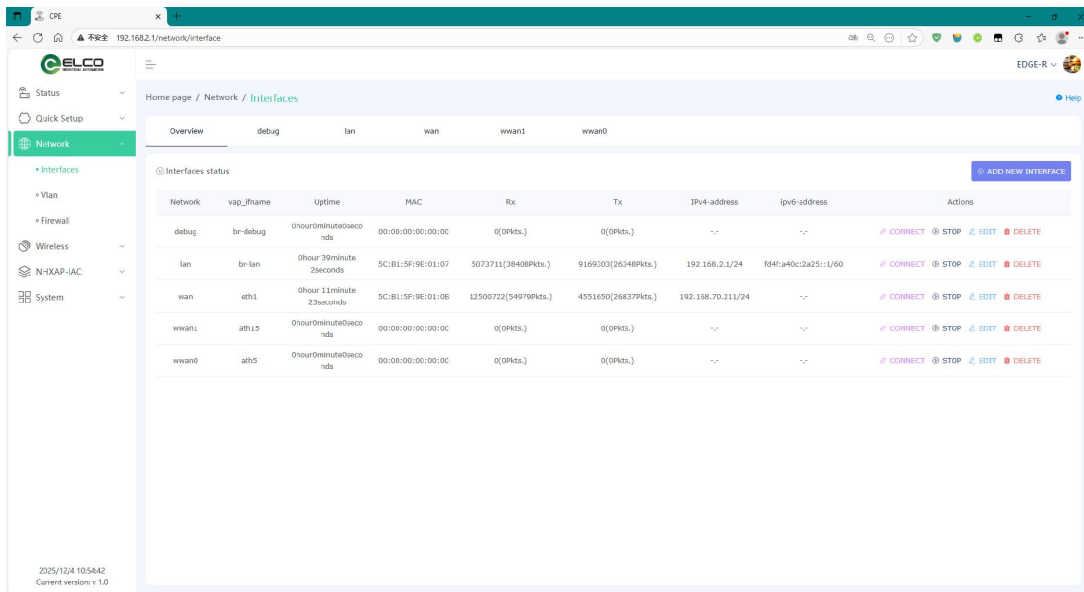 CPE
不安全 192.168.2.1/network/interface
ELCO
EDGE-R
Status
Quick Setup
Network
Interfaces
Vlan
Firewall
Wireless
NHXAP-AC
System
Home page / Network / Interfaces
Help
Overview debug lan wan wwan1 wwan0
Interfaces status
ADD NEW INTERFACE
Network vap_ifname Uptime MAC Rx Tx IPv4-address ipv6-address Actions
debug br-debug 0hour0minute0seconds 00:00:00:00:00:00 0(0Pkts.) 0(0Pkts.) -.- -.- CONNECT STOP EDIT DELETE
lan br-lan 0hour 39minute 2seconds 5C:B1:5F:9E:01:07 5073711(38408Pkts.) 9169303(26348Pkts.) 192.168.2.1/24 fd4f:a40c:2a25::1/60 CONNECT STOP EDIT DELETE
wan eth1 0hour 11minute 23seconds 5C:B1:5F:9E:01:0B 12500722(54979Pkts.) 4551650(26837Pkts.) 192.168.70.211/24 -.- CONNECT STOP EDIT DELETE
wwan1 ath15 0hour0minute0seconds 00:00:00:00:00:00 0(0Pkts.) 0(0Pkts.) -.- -.- CONNECT STOP EDIT DELETE
wwan0 ath5 0hour0minute0seconds 00:00:00:00:00:00 0(0Pkts.) 0(0Pkts.) -.- -.- CONNECT STOP EDIT DELETE
2025/12/4 10:54:42
Current version: v 1.0